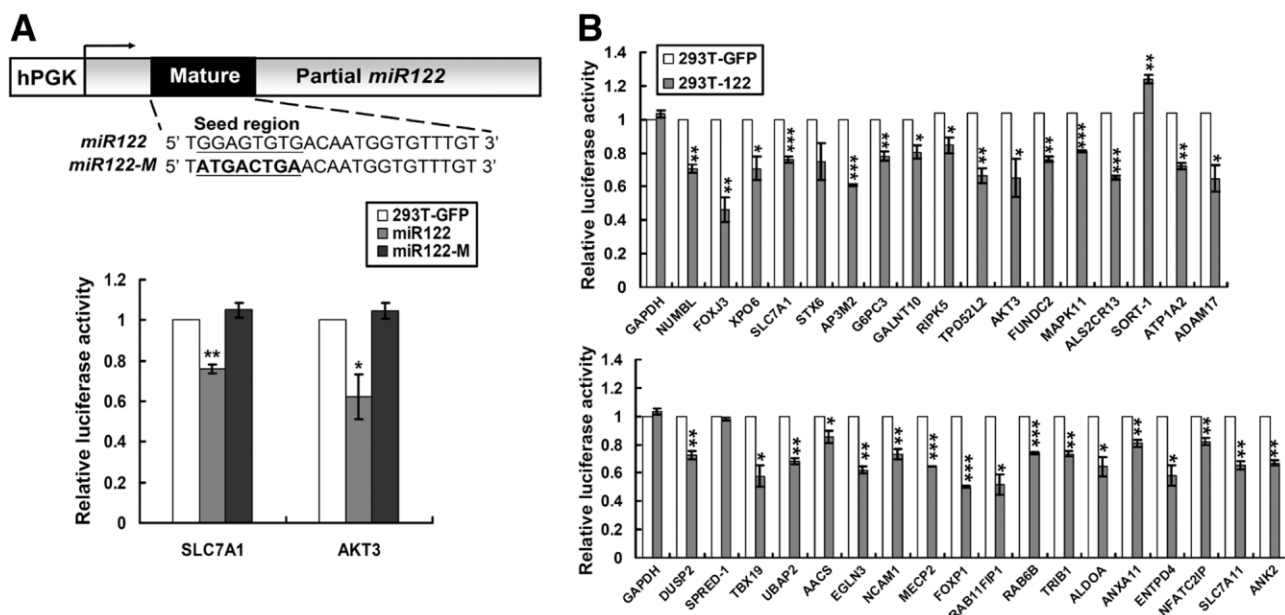 A
hPGK
Mature
Partial miR122
Seed region
miR122 5' TGGAGTGTGACAATGGTGTTTGT 3'
miR122-M 5' TATGACTGAACAATGGTGTTTGT 3'
293T-GFP
miR122
miR122-M
Relative luciferase activity
1.2
1
0.8
0.6
0.4
0.2
0
**
*
SLC7A1
AKT3
B
293T-GFP
293T-122
Relative luciferase activity
1.4
1.2
1
0.8
0.6
0.4
0.2
0
**
**
*
***
***
**
*
*
**
*
**
***
***
**
**
*
GAPDH
NUMBL
FOXJ3
XPO6
SLC7A1
STX6
AP3M2
G6PC3
GALNT10
RIPK5
TPD52L2
AKT3
FUNDC2
MAPK11
ALS2CR13
SORT-1
ATP1A2
ADAM17
Relative luciferase activity
1.4
1.2
1
0.8
0.6
0.4
0.2
0
**
*
**
*
**
***
***
***
*
***
**
*
**
*
**
***
**
GAPDH
DUSP2
SPRED-1
TBX19
UBAP2
AACS
EGLN3
NCAM1
MECP2
FOXP1
RAB11FIP1
RAB6B
TRIB1
ALDOA
ANXA11
ENTPD4
NFATC2IP
SLC7A11
ANK2